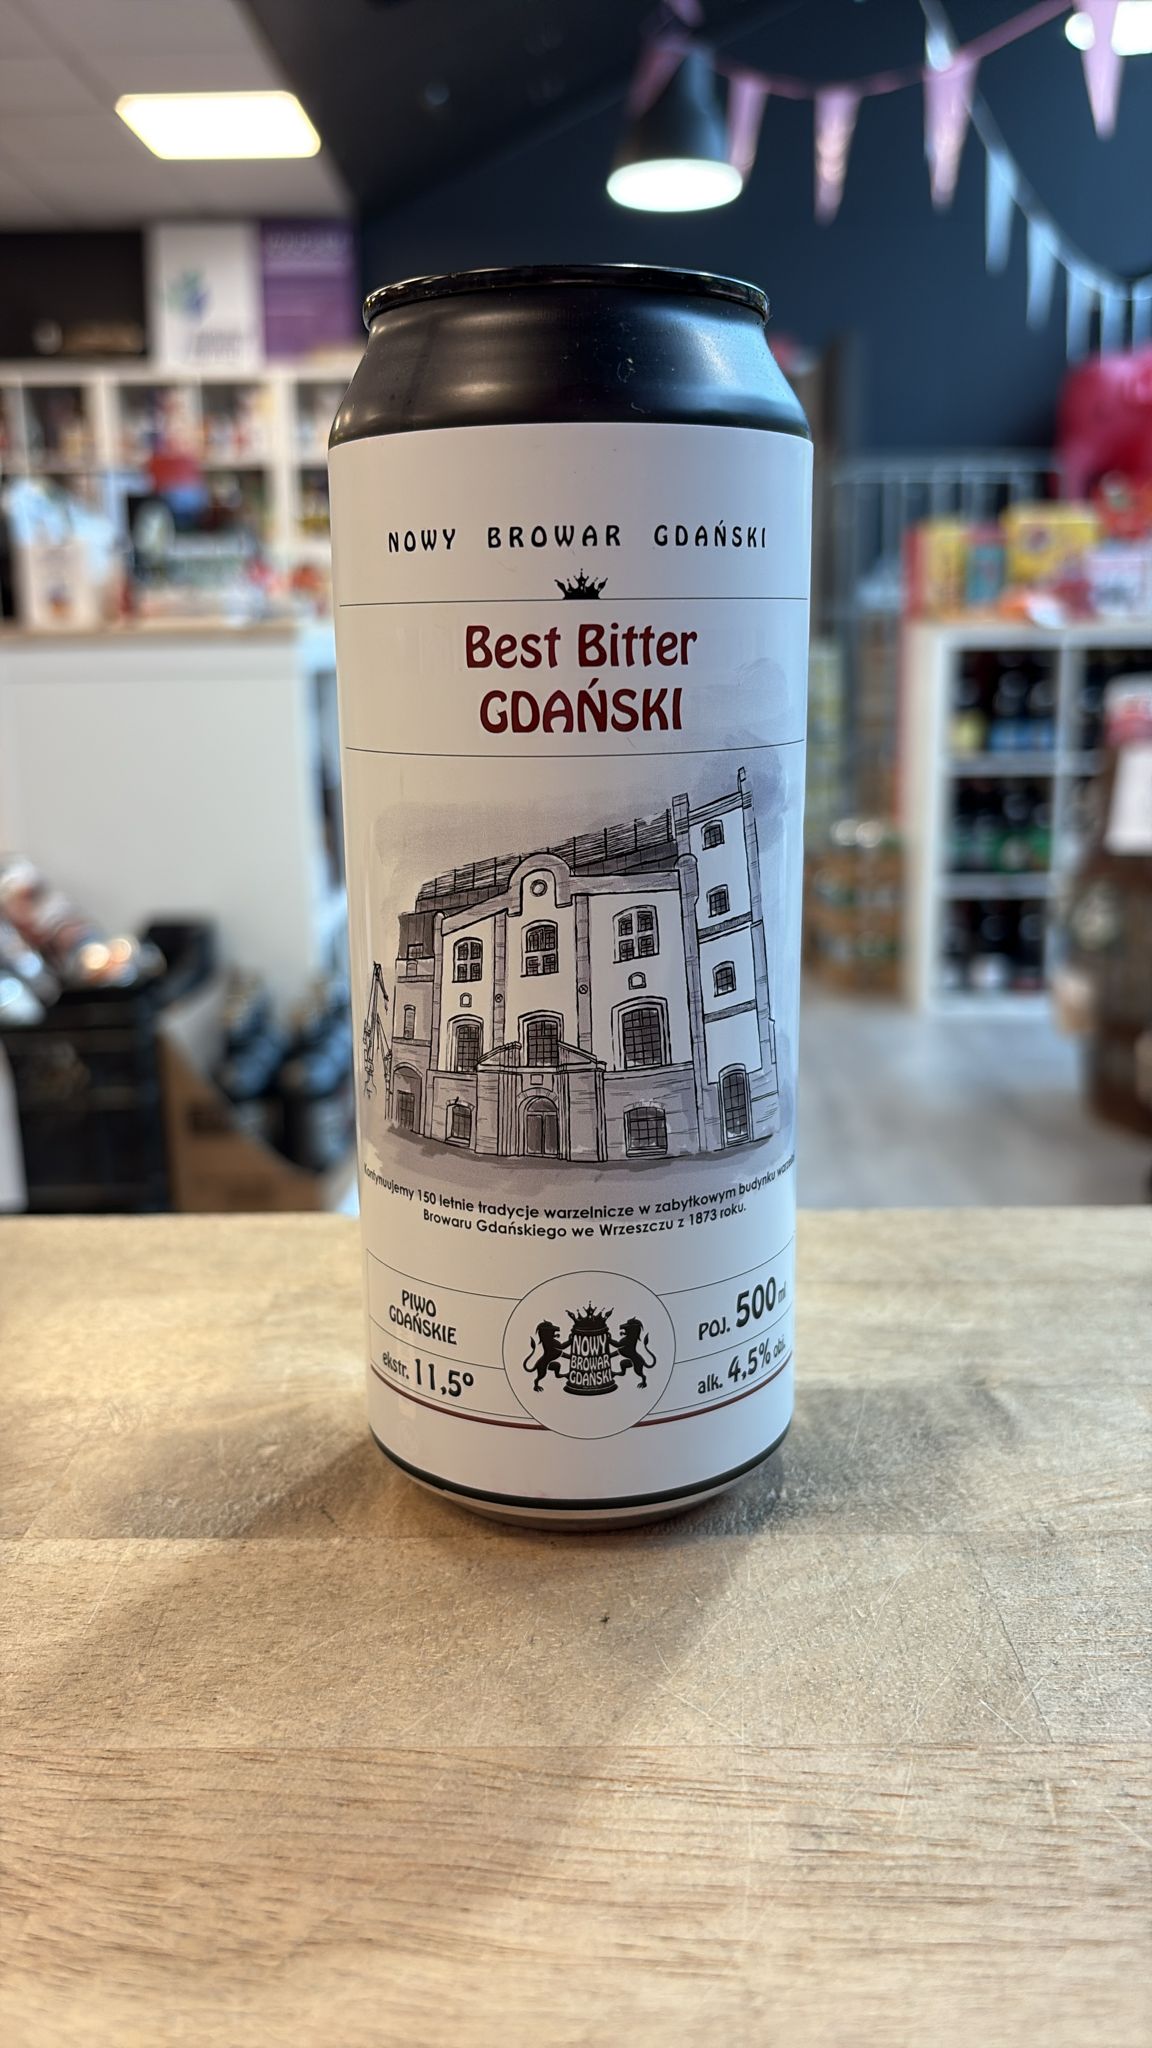 NOWY BROWAR GDAŃSKI
Best Bitter
GDAŃSKI
Kontynuujemy 150 letnie tradycje warzelnicze w zabytkowym budynku
Browaru Gdańskiego we Wrzeszczu z 1873 roku.
PIWO
GDAŃSKIE
ekstr. 11,5°
NOWY
BROWAR
GDAŃSKI
POJ. 500 ml
alk. 4,5% obj.